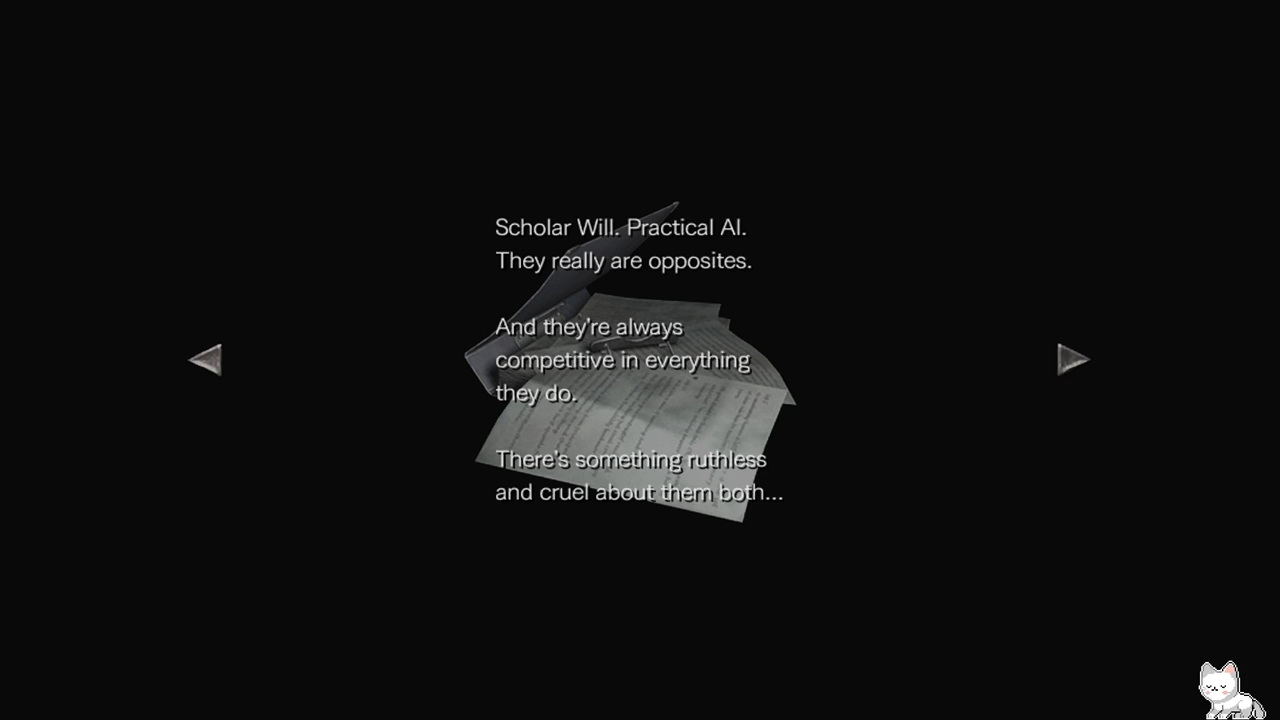 Scholar Will. Practical Al.
They really are opposites.
And they're always
competitive in everything
they do.
There's something ruthless
and cruel about them both...